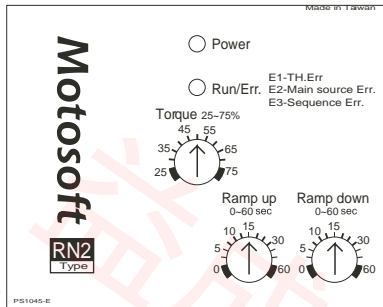 Made in Taiwan
Motosoft
RN2
Type
Power
Run/Err.
E1-TH.Err
E2-Main source Err.
E3-Sequence Err.
Torque 25~75%
25
35
45
55
65
75
Ramp up
0~60 sec
0
5
10
15
30
60
Ramp down
0~60 sec
0
5
10
15
30
60
PS1045-E